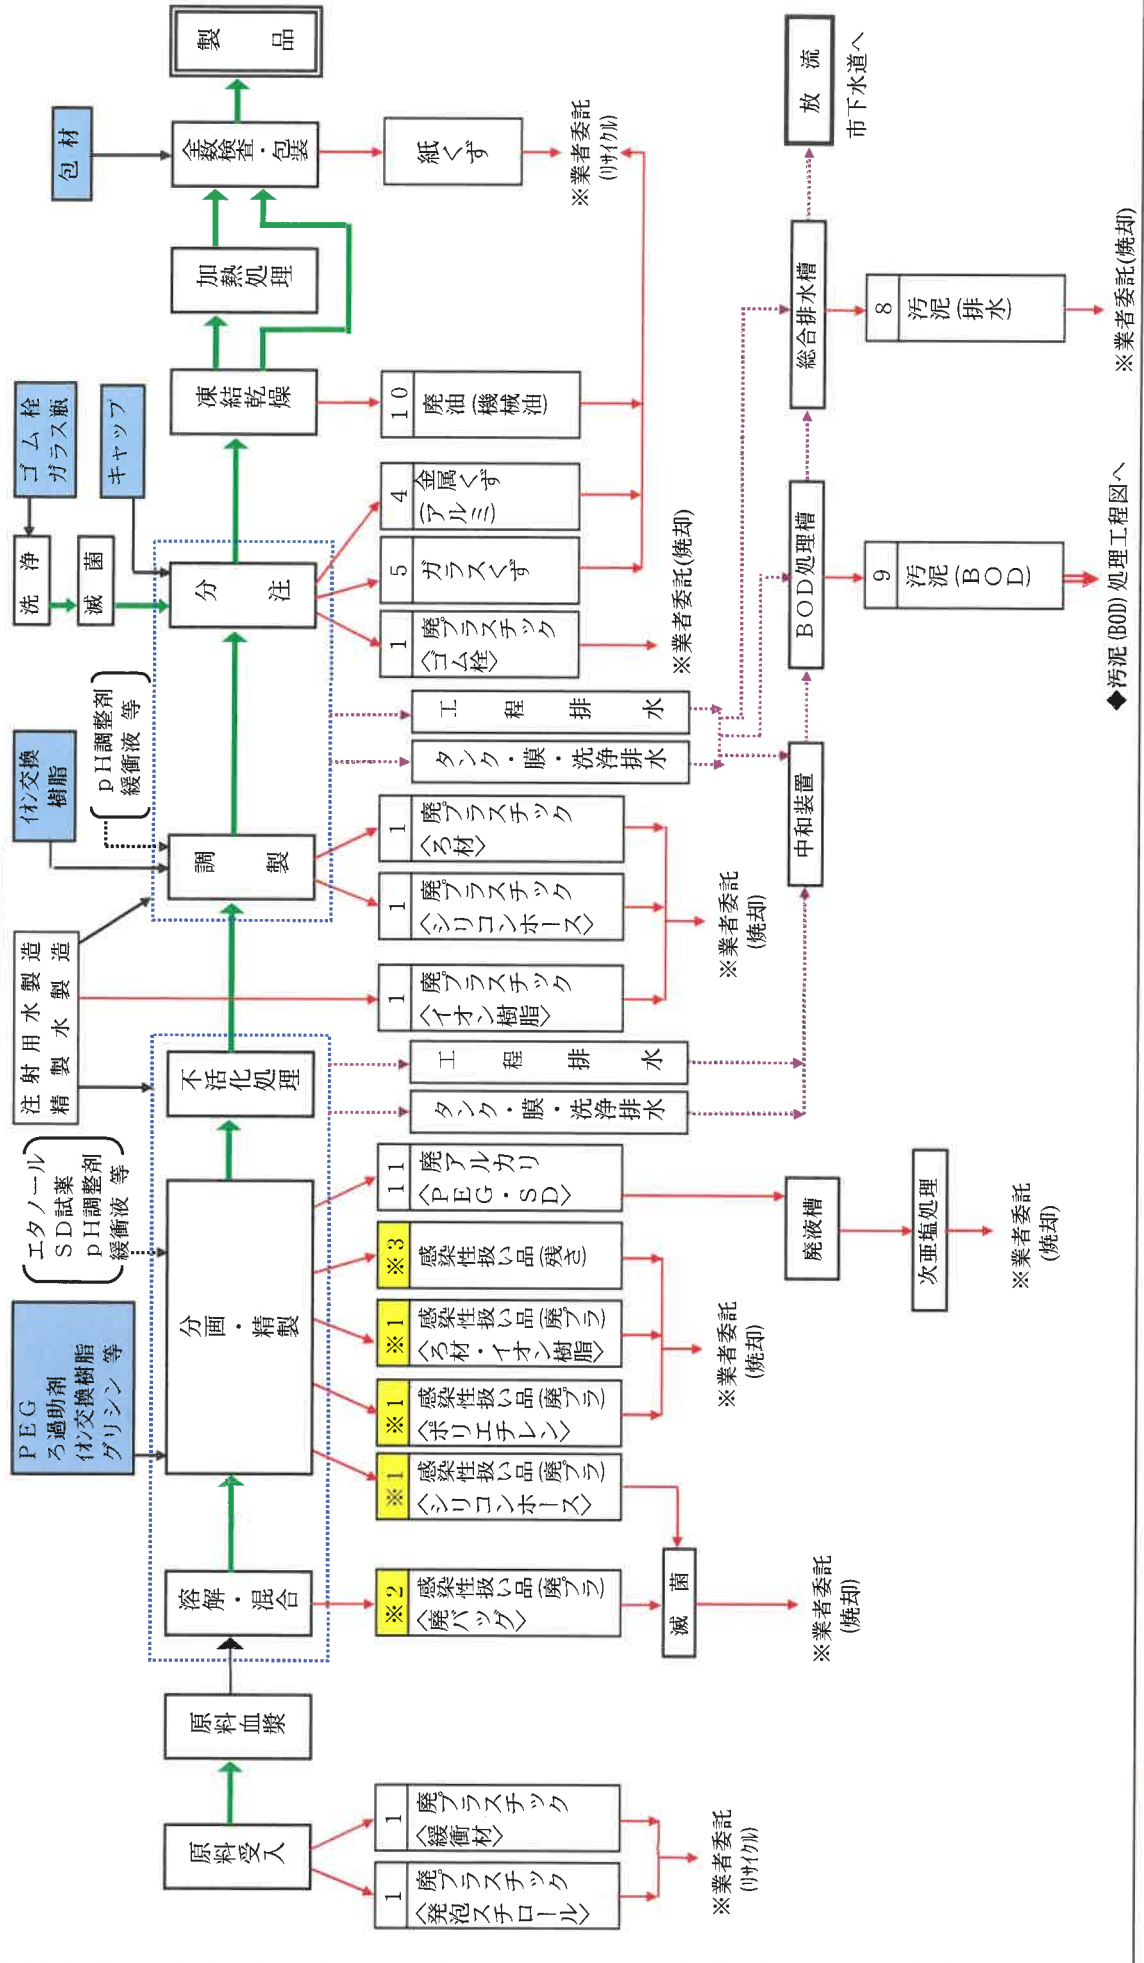 原料受入
1
廃プラスチック
〈発泡スチロール〉
1
廃プラスチック
〈緩衝材〉
※業者委託
(ﾘｻｲｸﾙ)
原料血漿
溶解・混合
※2
感染性扱い品(廃プラ)
〈廃バッグ〉
滅菌
※業者委託
(焼却)
PEG
ろ過助剤
ｲｵﾝ交換樹脂
グリシン 等
エタノール
SD試薬
pH調整剤
緩衝液 等
分画・精製
※1
感染性扱い品(廃プラ)
〈シリコンホース〉
※1
感染性扱い品(廃プラ)
〈ポリエチレン〉
※1
感染性扱い品(廃プラ)
〈ろ材・イオン樹脂〉
※3
感染性扱い品(残さ)
※業者委託
(焼却)
11
廃アルカリ
〈PEG・SD〉
廃液槽
次亜塩処理
※業者委託
(焼却)
注射用水製造
精製水製造
不活化処理
タンク・膜・洗浄排水
工程排水
1
廃プラスチック
〈イオン樹脂〉
1
廃プラスチック
〈シリコンホース〉
1
廃プラスチック
〈ろ材〉
※業者委託
(焼却)
ｲｵﾝ交換
樹脂
pH調整剤
緩衝液 等
調製
タンク・膜・洗浄排水
工程排水
中和装置
BOD処理槽
9
汚泥(BOD)
◆汚泥(BOD)処理工程図へ
総合排水槽
8
汚泥(排水)
※業者委託(焼却)
放流
市下水道へ
洗浄
滅菌
ゴム栓
ガラス瓶
キャップ
分注
1
廃プラスチック
〈ゴム栓〉
※業者委託(焼却)
5
ガラスくず
4
金属くず
(アルミ)
凍結乾燥
10
廃油(機械油)
加熱処理
包材
全数検査・包装
紙くず
※業者委託
(ﾘｻｲｸﾙ)
製品